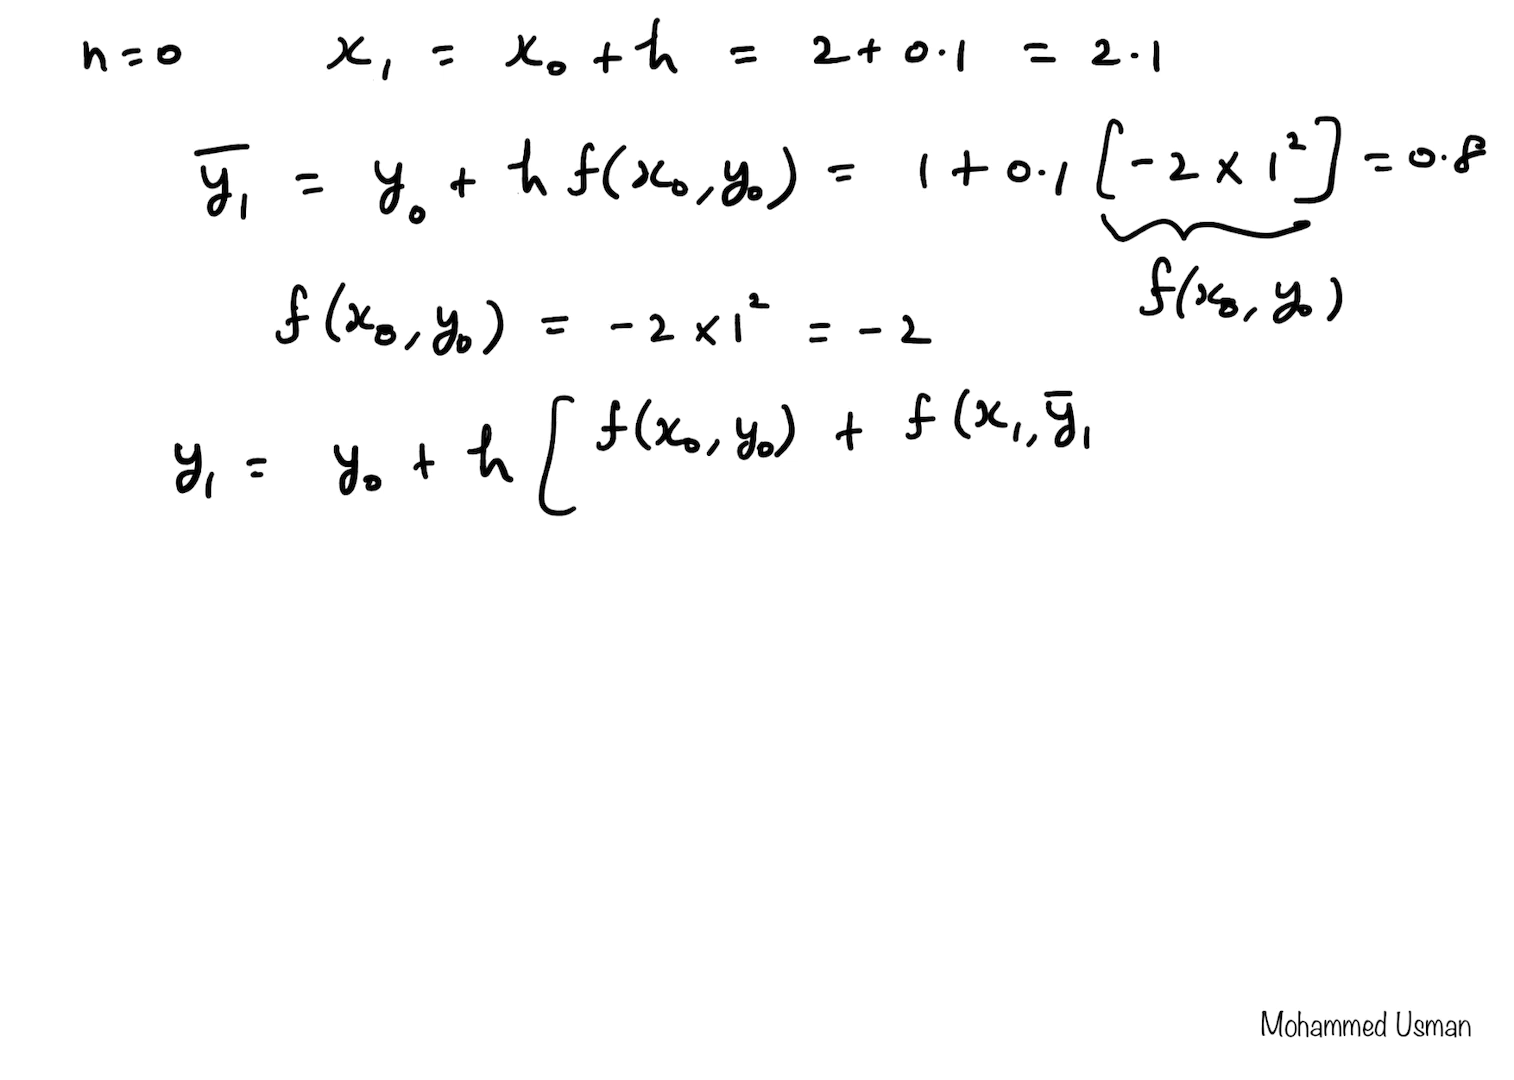 n=0 x₁ = x₀ + h = 2 + 0.1 = 2.1
ȳ₁ = y₀ + h f(x₀, y₀) = 1 + 0.1 [-2 × 1²] = 0.8
f(x₀, y₀)
f(x₀, y₀) = -2 × 1² = -2
y₁ = y₀ + h [ f(x₀, y₀) + f(x₁, ȳ₁
Mohammed Usman